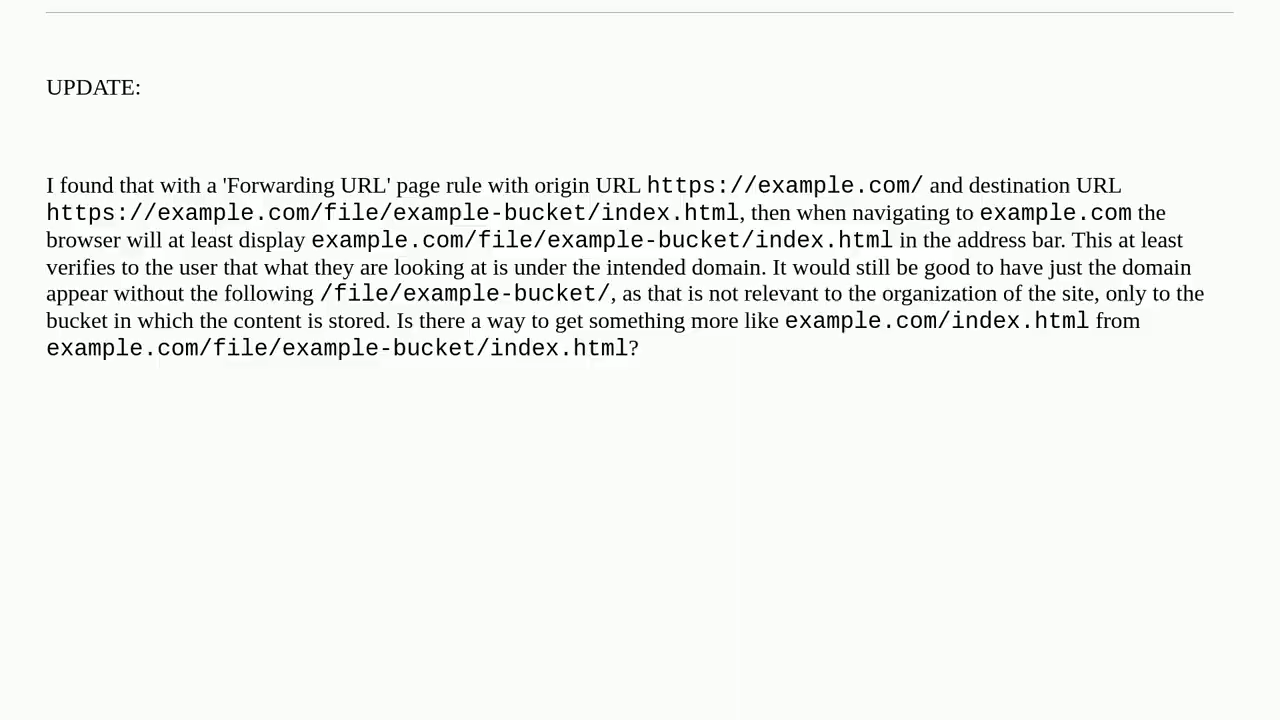 UPDATE:
I found that with a 'Forwarding URL' page rule with origin URL https://example.com/ and destination URL
https://example.com/file/example-bucket/index.html, then when navigating to example.com the
browser will at least display example.com/file/example-bucket/index.html in the address bar. This at least
verifies to the user that what they are looking at is under the intended domain. It would still be good to have just the domain
appear without the following /file/example-bucket/, as that is not relevant to the organization of the site, only to the
bucket in which the content is stored. Is there a way to get something more like example.com/index.html from
example.com/file/example-bucket/index.html?